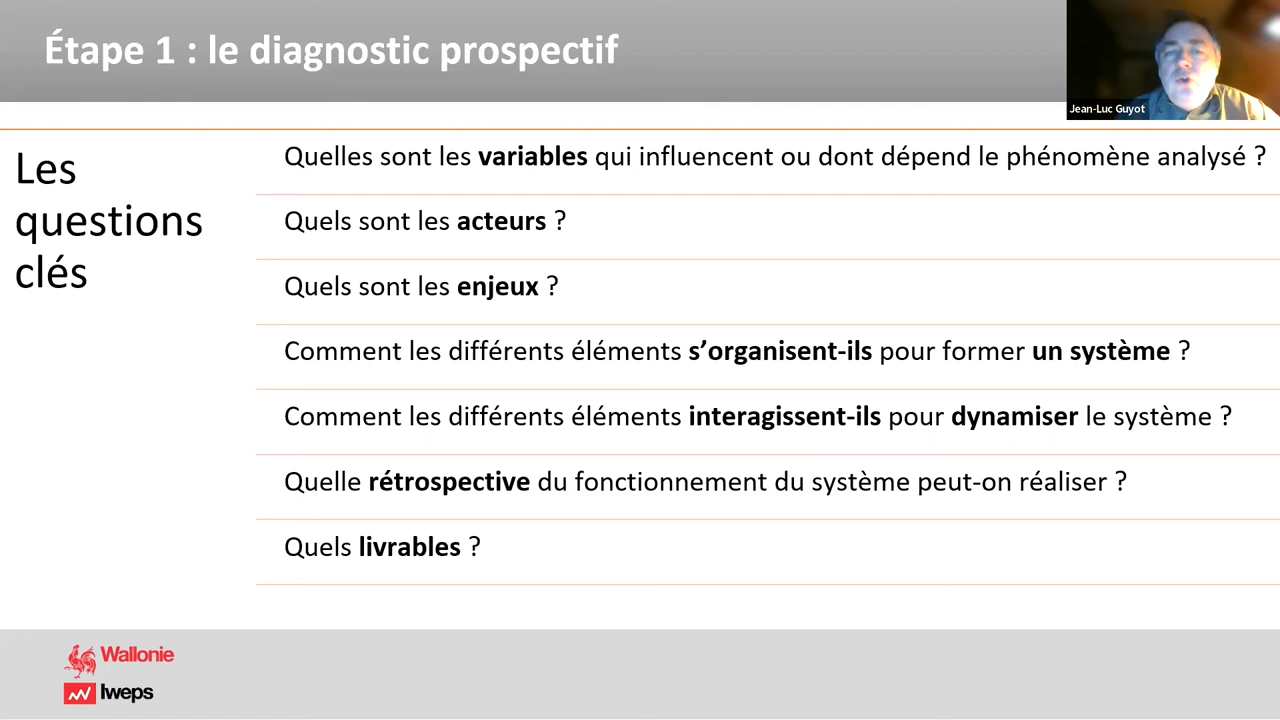 Étape 1 : le diagnostic prospectif
Jean-Luc Guyot
Les
questions
clés
Quelles sont les variables qui influencent ou dont dépend le phénomène analysé ?
Quels sont les acteurs ?
Quels sont les enjeux ?
Comment les différents éléments s’organisent-ils pour former un système ?
Comment les différents éléments interagissent-ils pour dynamiser le système ?
Quelle rétrospective du fonctionnement du système peut-on réaliser ?
Quels livrables ?
Wallonie
Iweps